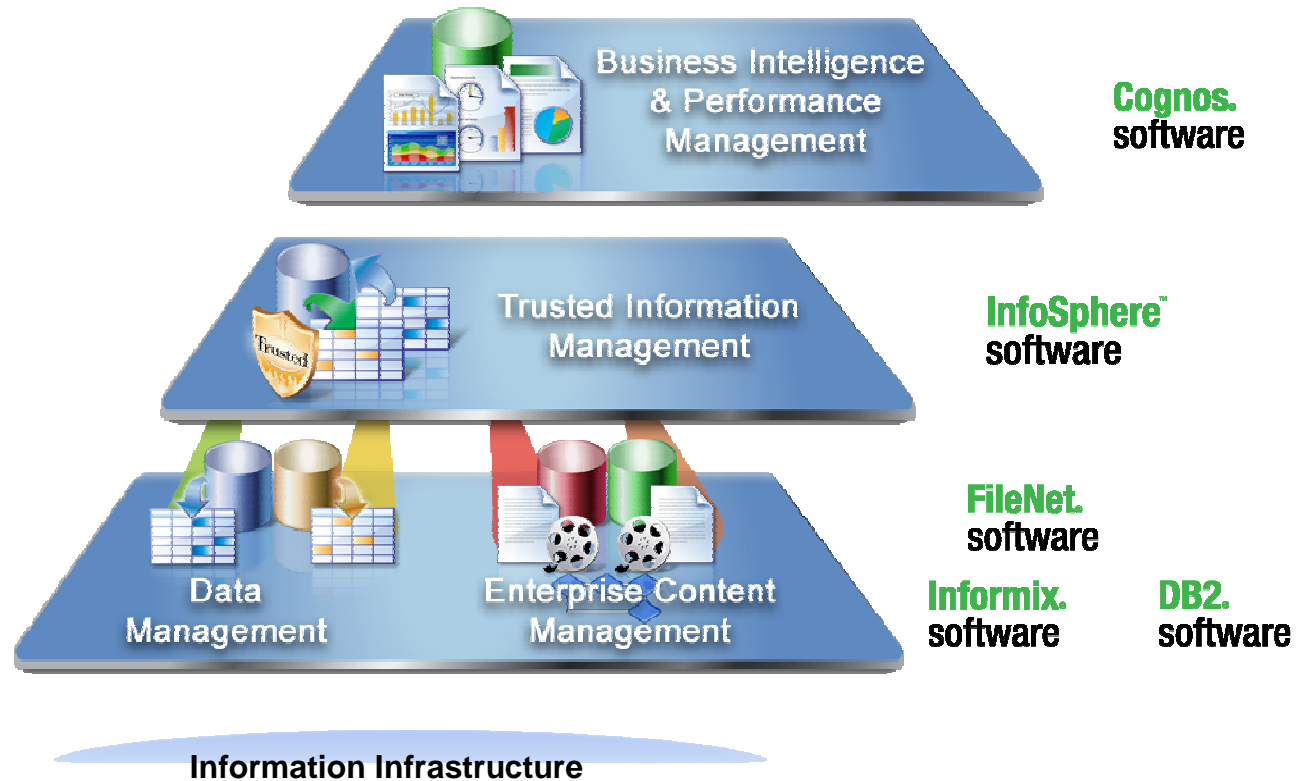 Business Intelligence
& Performance
Management
Cognos.
software
Trusted
Trusted Information
Management
InfoSphere™
software
FileNet.
software
Data
Management
Enterprise Content
Management
Informix.
software
DB2.
software
Information Infrastructure